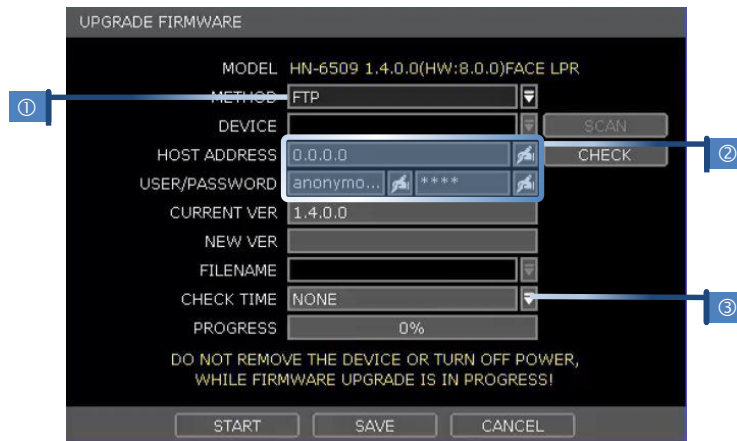 UPGRADE FIRMWARE
MODEL HN-6509 1.4.0.0(HW:8.0.0)FACE LPR
① METHOD FTP
DEVICE SCAN
HOST ADDRESS 0.0.0.0 CHECK ②
USER/PASSWORD anonymo... ****
CURRENT VER 1.4.0.0
NEW VER
FILENAME
CHECK TIME NONE ③
PROGRESS 0%
DO NOT REMOVE THE DEVICE OR TURN OFF POWER,
WHILE FIRMWARE UPGRADE IS IN PROGRESS!
START SAVE CANCEL